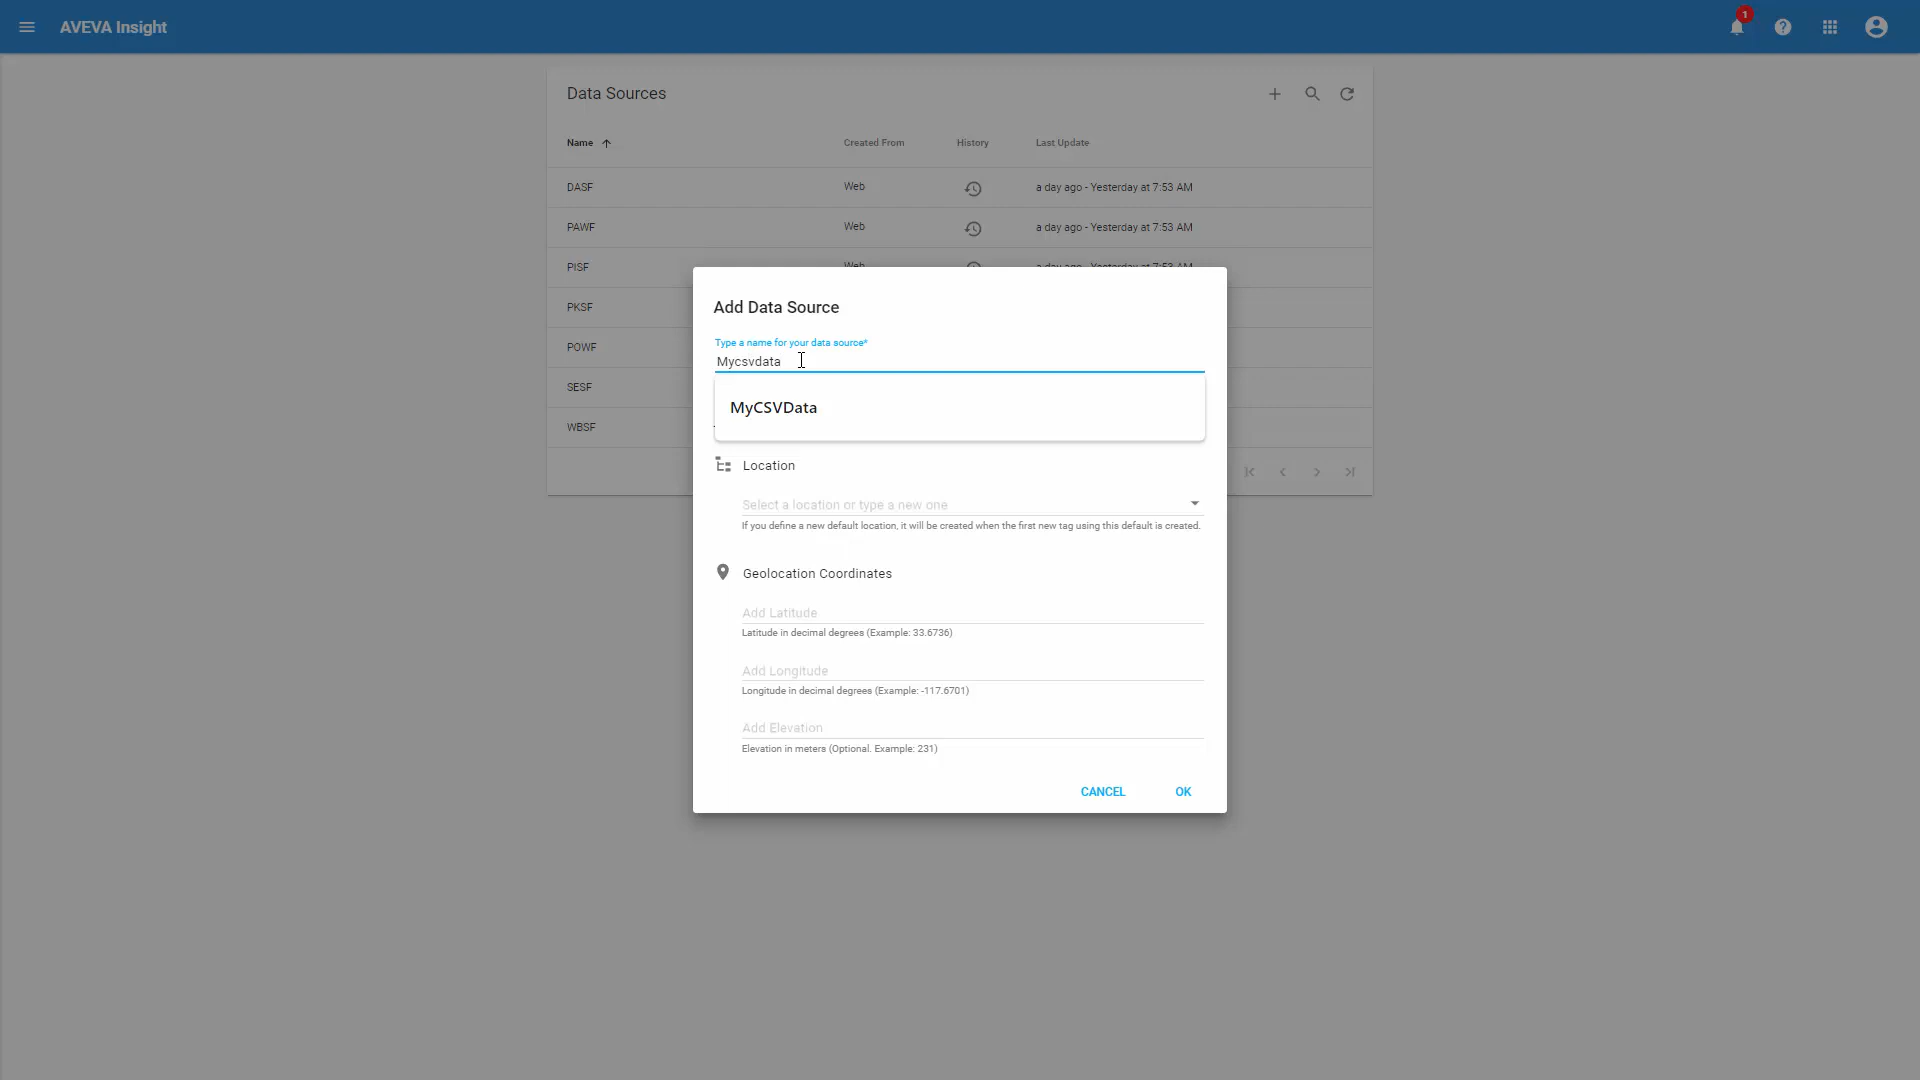 AVEVA Insight
1
Data Sources
Name Created From History Last Update
DASF Web a day ago - Yesterday at 7:53 AM
PAWF Web a day ago - Yesterday at 7:53 AM
PISF Web a day ago - Yesterday at 7:53 AM
PKSF
POWF
SESF
WBSF
Add Data Source
Type a name for your data source*
Mycsvdata
MyCSVData
Location
Select a location or type a new one
If you define a new default location, it will be created when the first new tag using this default is created.
Geolocation Coordinates
Add Latitude
Latitude in decimal degrees (Example: 33.6736)
Add Longitude
Longitude in decimal degrees (Example: -117.6701)
Add Elevation
Elevation in meters (Optional. Example: 231)
CANCEL OK